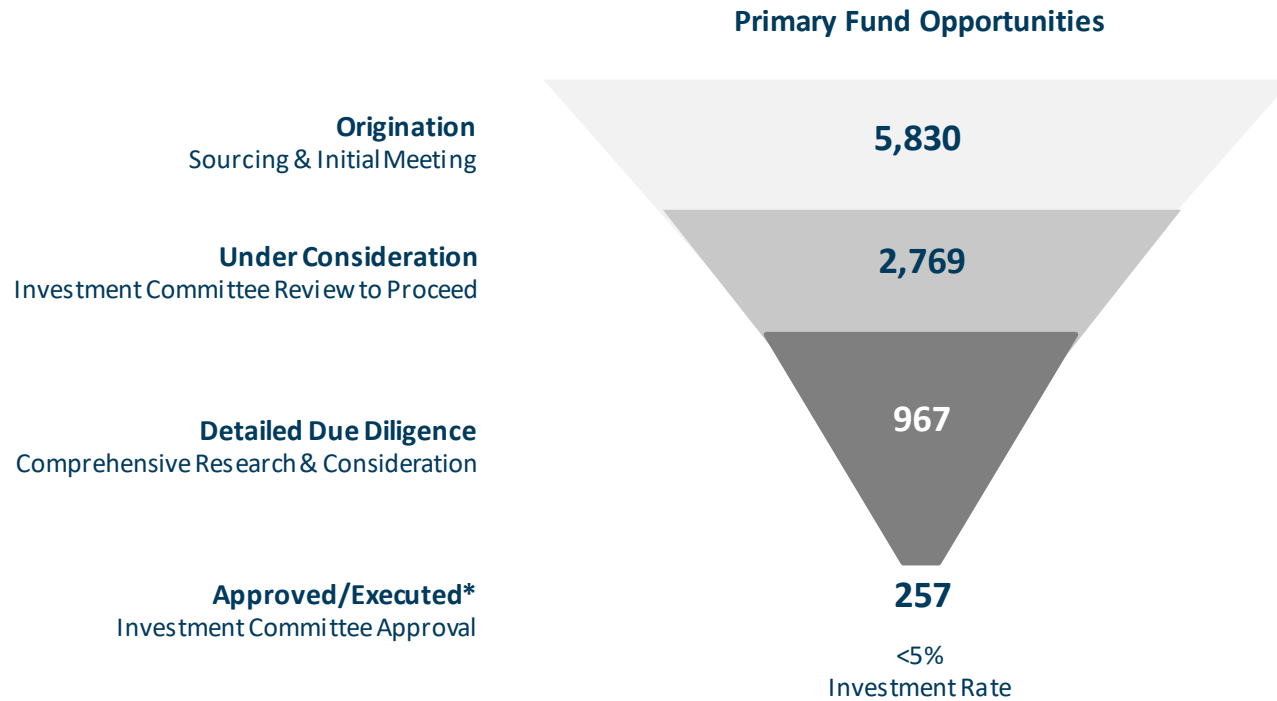 Primary Fund Opportunities
Origination
Sourcing & Initial Meeting
5,830
Under Consideration
Investment Committee Review to Proceed
2,769
Detailed Due Diligence
Comprehensive Research & Consideration
967
Approved/Executed*
Investment Committee Approval
257
<5%
Investment Rate